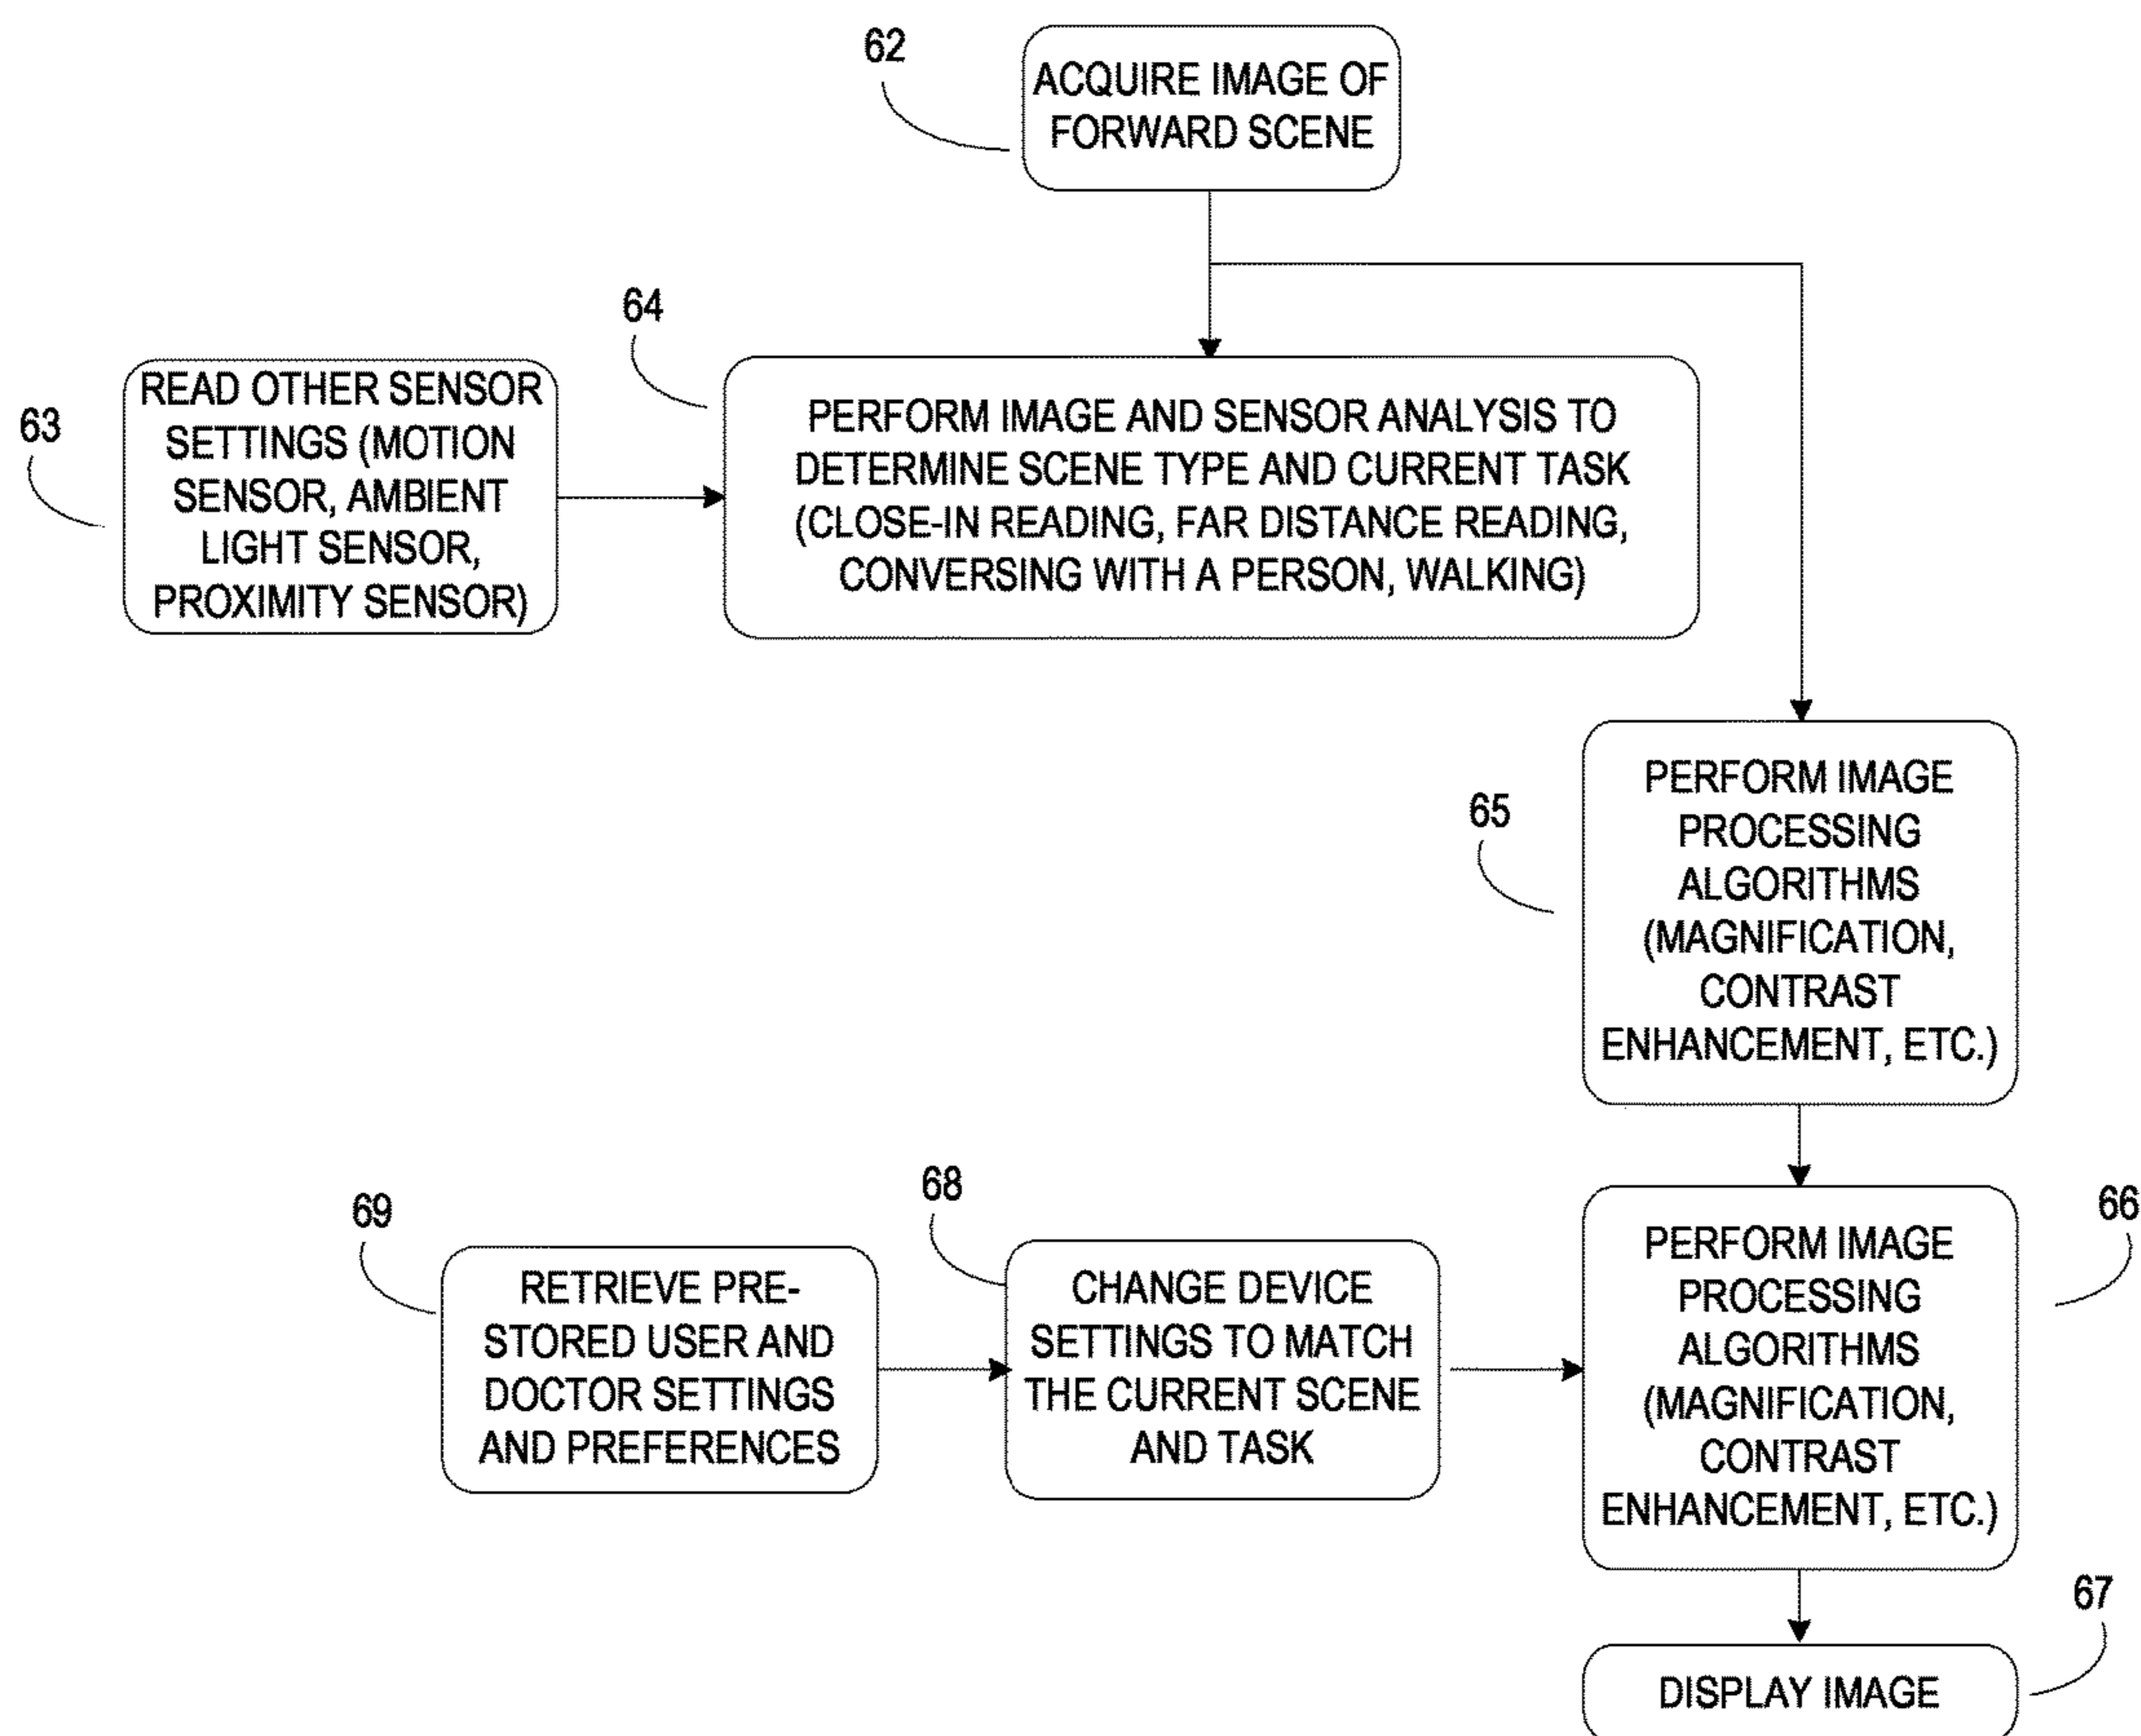 62
ACQUIRE IMAGE OF
FORWARD SCENE
64
63
READ OTHER SENSOR
SETTINGS (MOTION
SENSOR, AMBIENT
LIGHT SENSOR,
PROXIMITY SENSOR)
PERFORM IMAGE AND SENSOR ANALYSIS TO
DETERMINE SCENE TYPE AND CURRENT TASK
(CLOSE-IN READING, FAR DISTANCE READING,
CONVERSING WITH A PERSON, WALKING)
65
PERFORM IMAGE
PROCESSING
ALGORITHMS
(MAGNIFICATION,
CONTRAST
ENHANCEMENT, ETC.)
69
RETRIEVE PRE-
STORED USER AND
DOCTOR SETTINGS
AND PREFERENCES
68
CHANGE DEVICE
SETTINGS TO MATCH
THE CURRENT SCENE
AND TASK
66
PERFORM IMAGE
PROCESSING
ALGORITHMS
(MAGNIFICATION,
CONTRAST
ENHANCEMENT, ETC.)
67
DISPLAY IMAGE